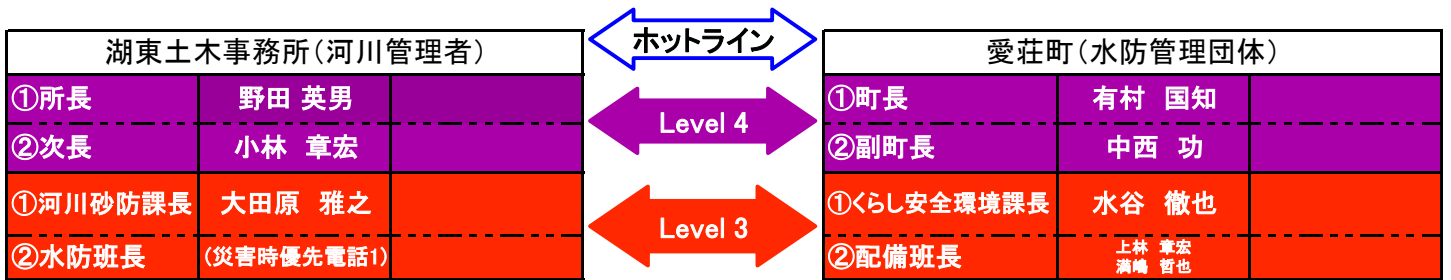 ホットライン
湖東土木事務所(河川管理者)
①所長 野田 英男
②次長 小林 章宏
①河川砂防課長 大田原 雅之
②水防班長 (災害時優先電話1)
Level 4
Level 3
愛荘町(水防管理団体)
①町長 有村 国知
②副町長 中西 功
①くらし安全環境課長 水谷 徹也
②配備班長 上林 章宏
満嶋 哲也